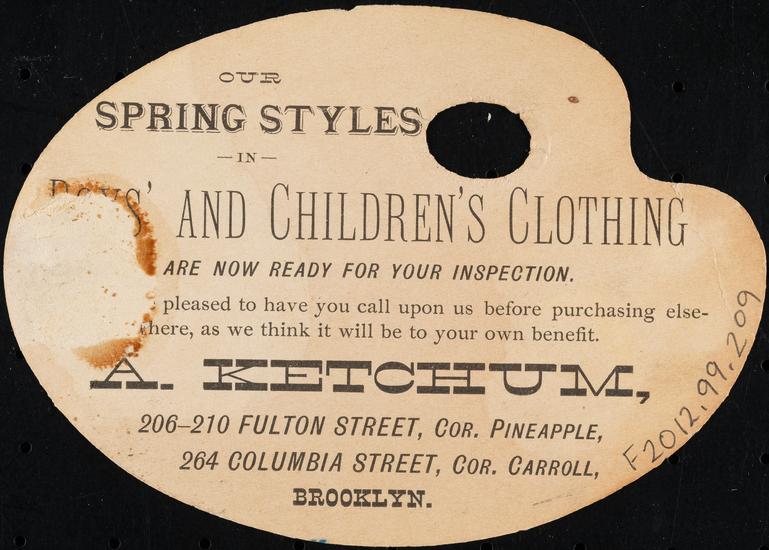 OUR
SPRING STYLES
—IN—
BOYS' AND CHILDREN'S CLOTHING
ARE NOW READY FOR YOUR INSPECTION.
pleased to have you call upon us before purchasing else-
where, as we think it will be to your own benefit.
A. KETCHUM,
206–210 FULTON STREET, COR. PINEAPPLE,
264 COLUMBIA STREET, COR. CARROLL,
BROOKLYN.
F2012.99.209